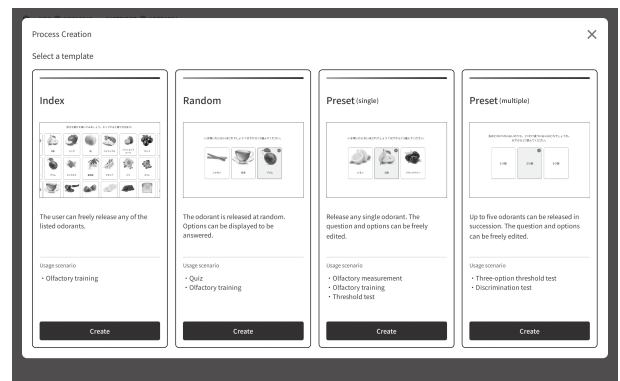 Process Creation
Select a template
Index
The user can freely release any of the
listed odorants.
Usage scenario
・Olfactory training
Create
Random
The odorant is released at random.
Options can be displayed to be
answered.
Usage scenario
・Quiz
・Olfactory training
Create
Preset (single)
Release any single odorant. The
question and options can be freely
edited.
Usage scenario
・Olfactory measurement
・Olfactory training
・Threshold test
Create
Preset (multiple)
Up to five odorants can be released in
succession. The question and options
can be freely edited.
Usage scenario
・Three-option threshold test
・Discrimination test
Create